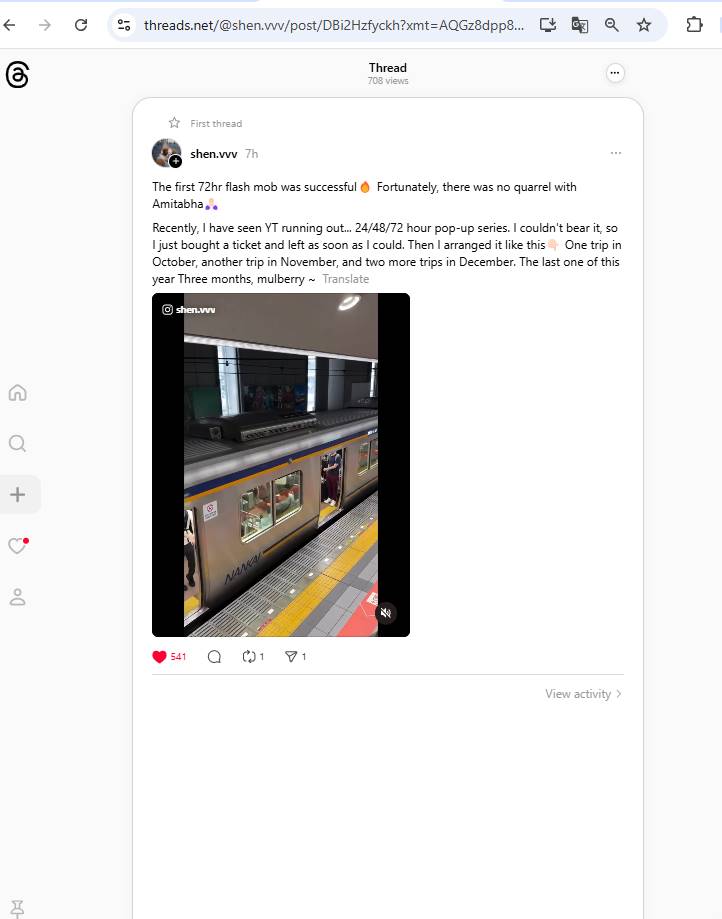 threads.net/@shen.vvv/post/DBi2Hzfyckh?xmt=AQGz8dpp8...
Thread
708 views
First thread
shen.vvv 7h
The first 72hr flash mob was successful🔥 Fortunately, there was no quarrel with
Amitabha🙏🏻
Recently, I have seen YT running out... 24/48/72 hour pop-up series. I couldn't bear it, so
I just bought a ticket and left as soon as I could. Then I arranged it like this👇🏻 One trip in
October, another trip in November, and two more trips in December. The last one of this
year Three months, mulberry ~ Translate
shen.vvv
NANKAI
541 1 1
View activity